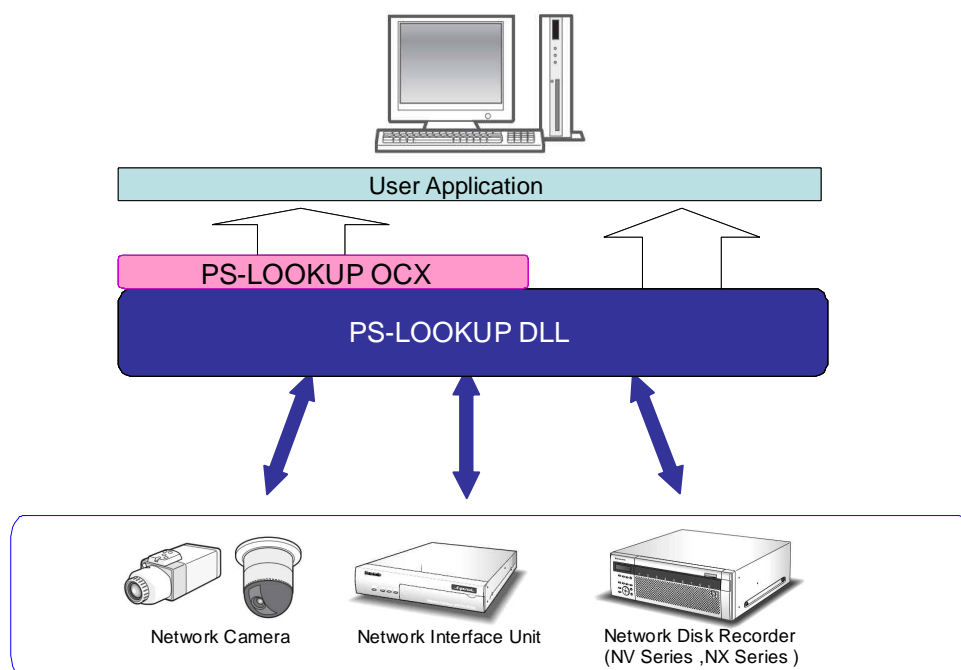 User Application
PS-LOOKUP OCX
PS-LOOKUP DLL
Network Camera
Network Interface Unit
Network Disk Recorder
(NV Series ,NX Series )